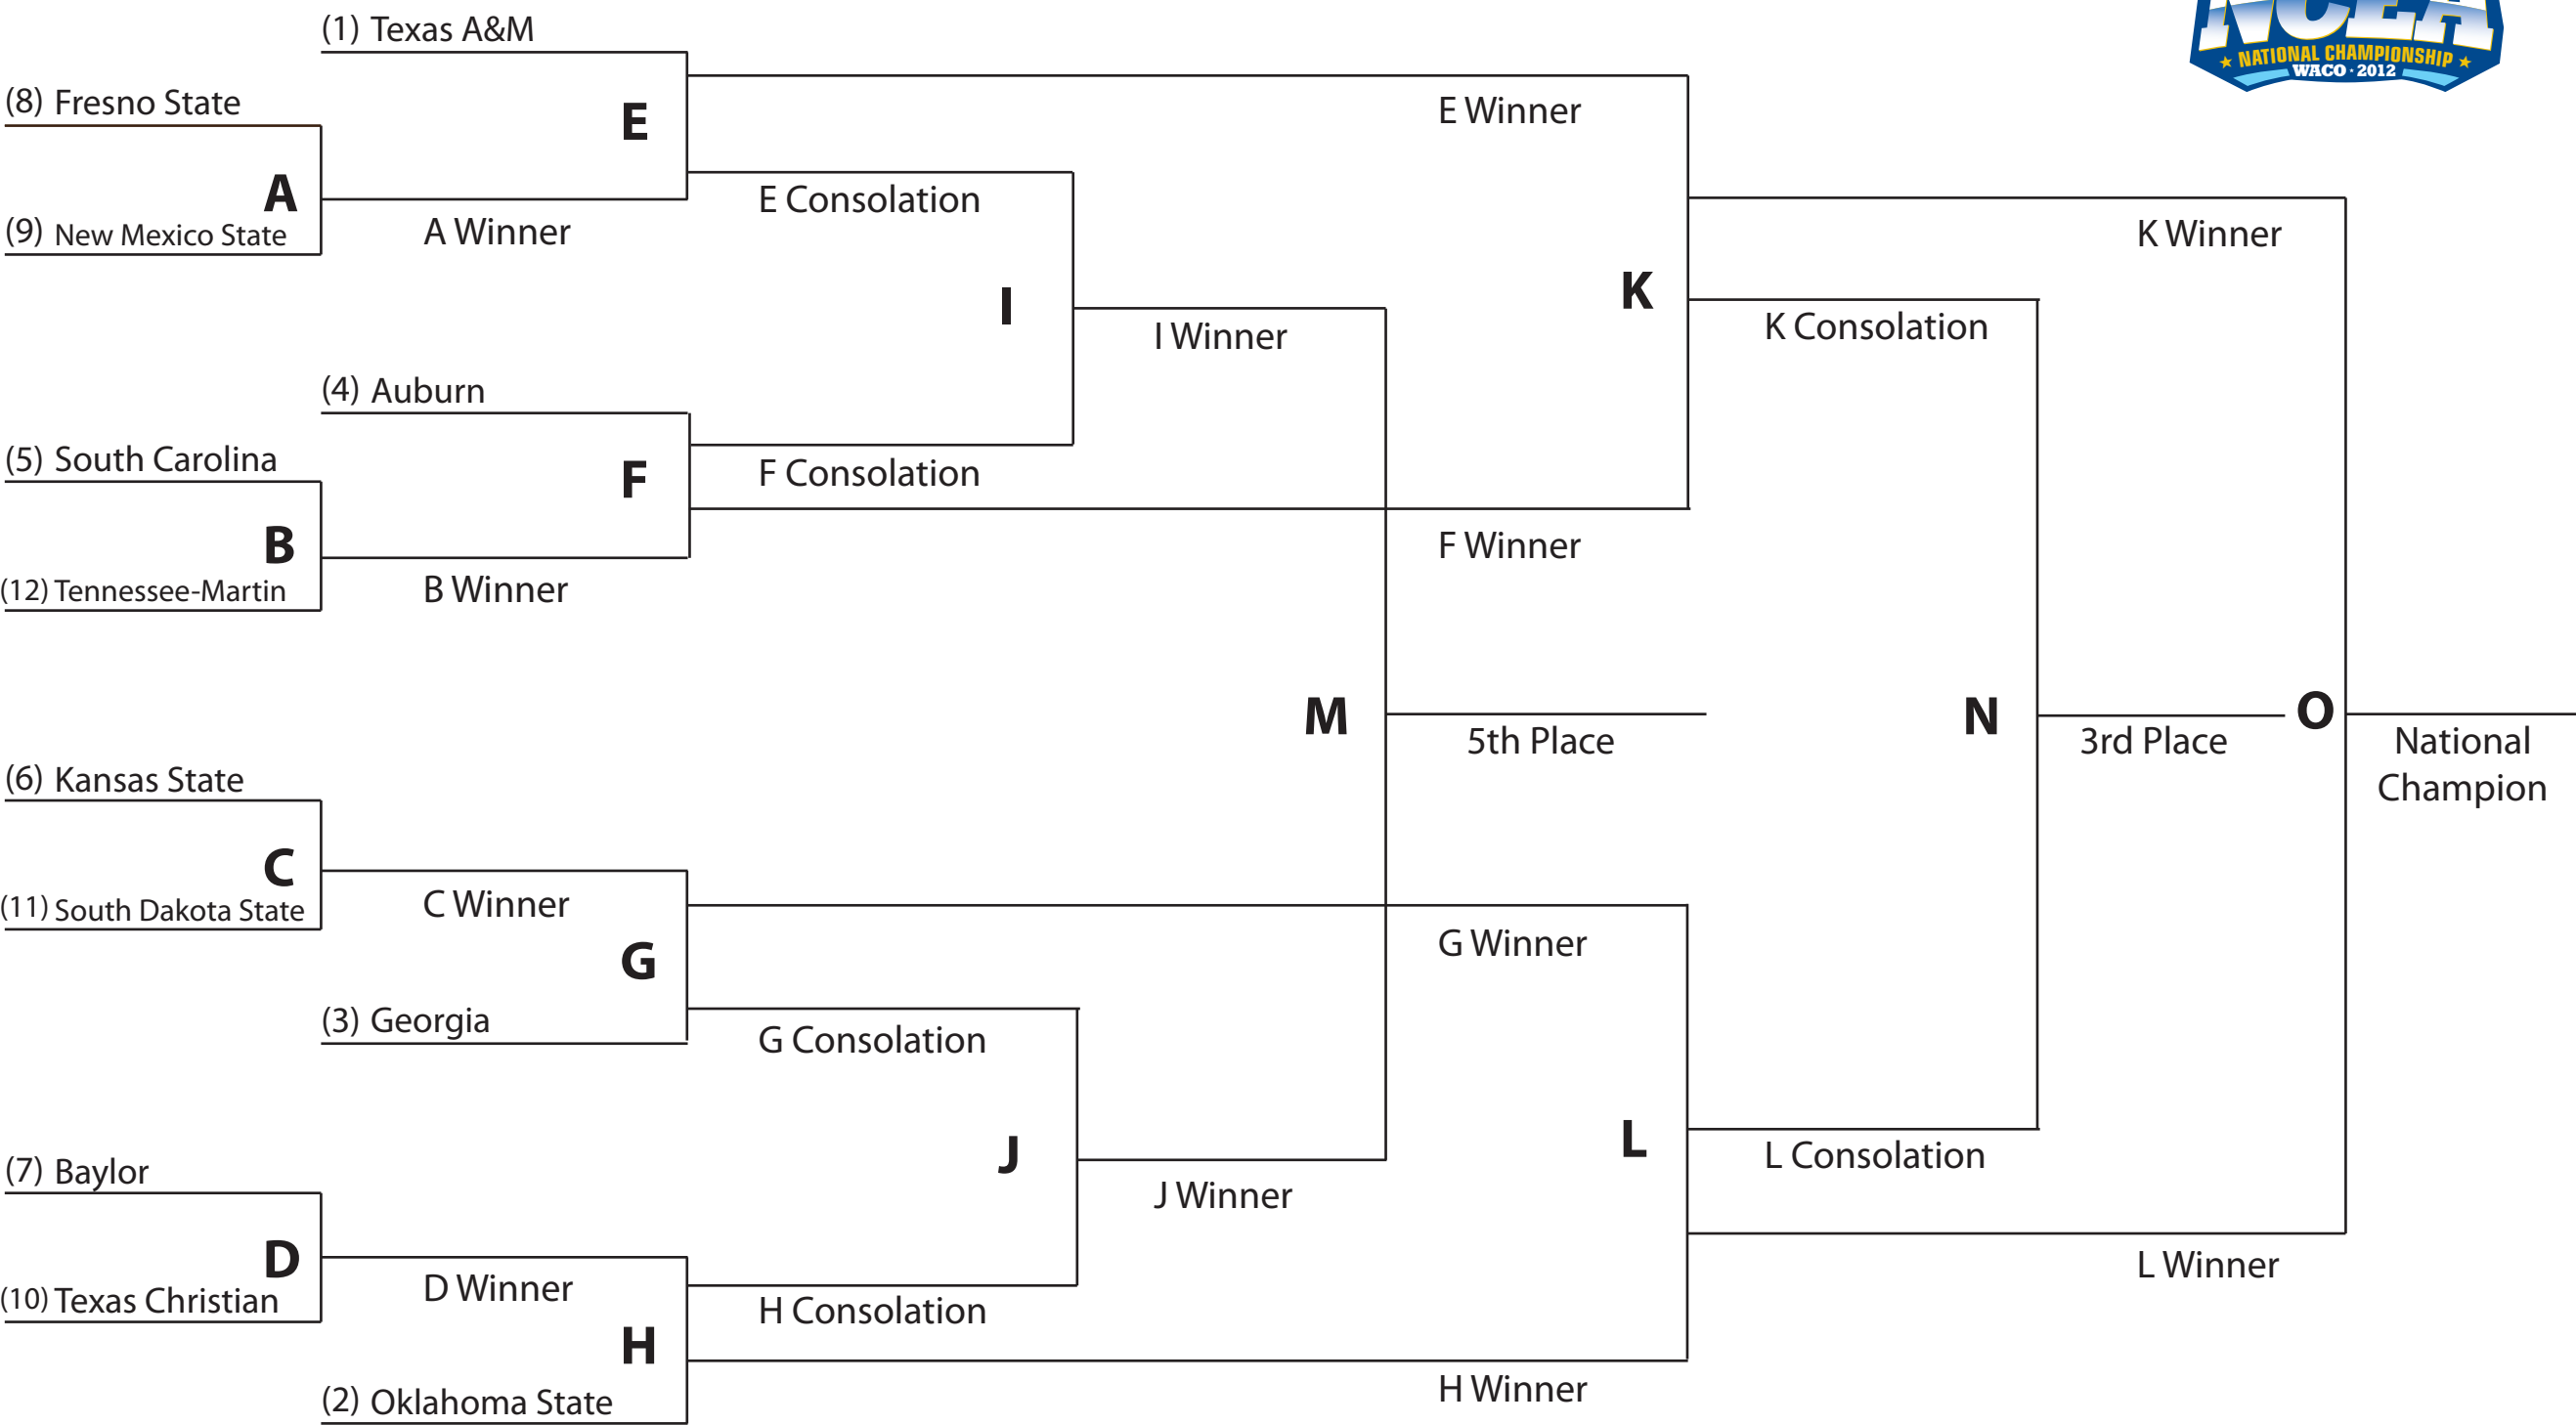 (1) Texas A&M
(8) Fresno State
E
A
(9) New Mexico State
A Winner
E Consolation
E Winner
I
I Winner
(4) Auburn
(5) South Carolina
F
F Consolation
B
(12) Tennessee-Martin
B Winner
F Winner
K
K Winner
K Consolation
M
5th Place
N
3rd Place
O
National
Champion
(6) Kansas State
C
(11) South Dakota State
C Winner
G
(3) Georgia
G Consolation
G Winner
J
J Winner
(7) Baylor
D
(10) Texas Christian
D Winner
H
(2) Oklahoma State
H Consolation
H Winner
L
L Consolation
L Winner
NCEA
NATIONAL CHAMPIONSHIP
WACO · 2012